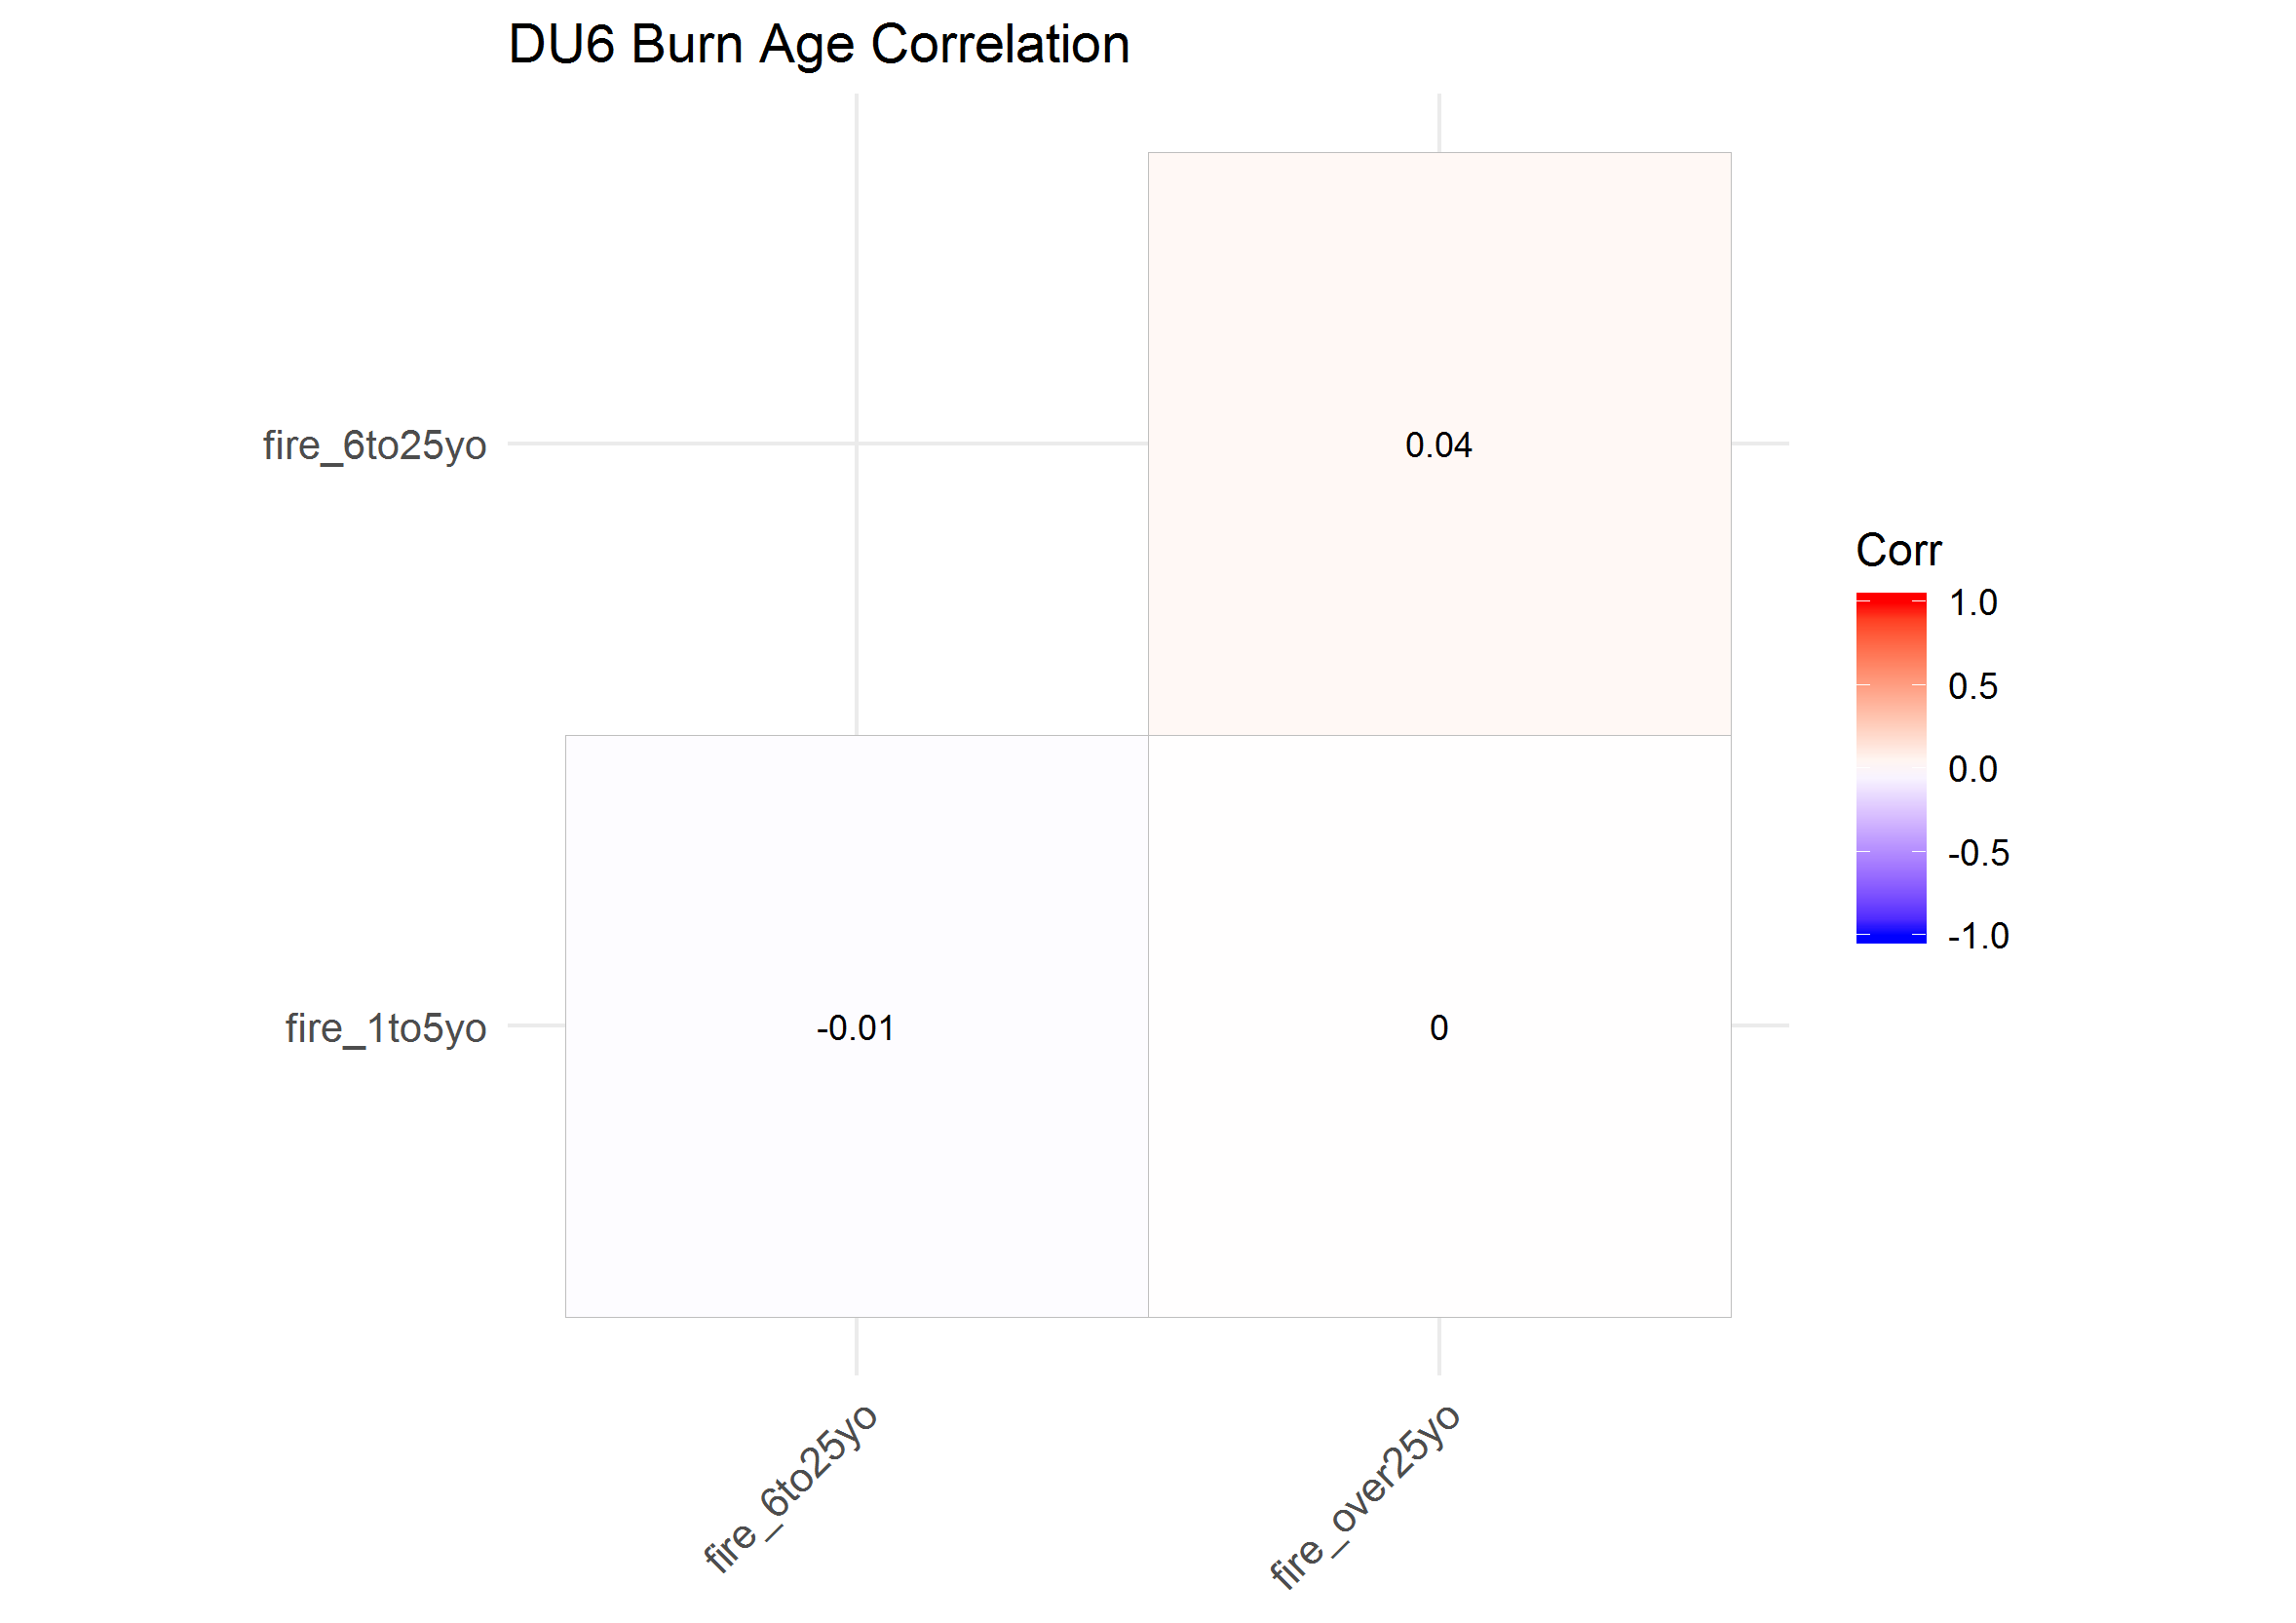 DU6 Burn Age Correlation
fire_6to25yo
0.04
fire_1to5yo
-0.01
0
fire_6to25yo
fire_over25yo
Corr
1.0
0.5
0.0
-0.5
-1.0